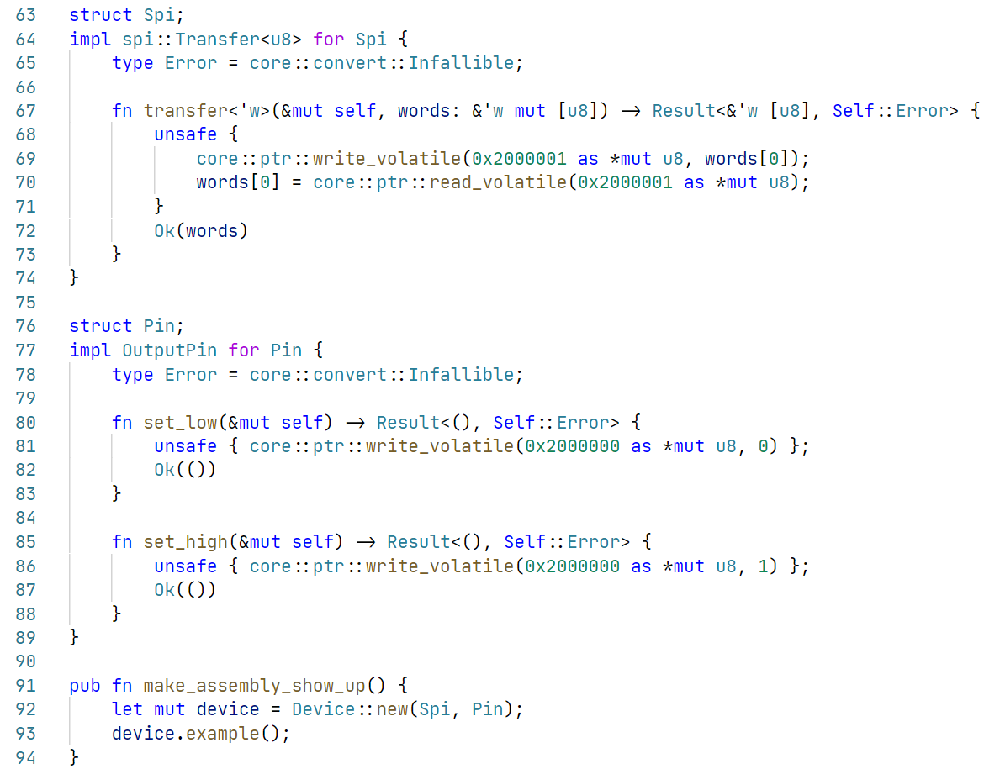 63 struct Spi;
64 impl spi::Transfer<u8> for Spi {
65     type Error = core::convert::Infallible;
66
67     fn transfer<'w>(&mut self, words: &'w mut [u8]) -> Result<&'w [u8], Self::Error> {
68         unsafe {
69             core::ptr::write_volatile(0x2000001 as *mut u8, words[0]);
70             words[0] = core::ptr::read_volatile(0x2000001 as *mut u8);
71         }
72         Ok(words)
73     }
74 }
75
76 struct Pin;
77 impl OutputPin for Pin {
78     type Error = core::convert::Infallible;
79
80     fn set_low(&mut self) -> Result<(), Self::Error> {
81         unsafe { core::ptr::write_volatile(0x2000000 as *mut u8, 0) };
82         Ok(())
83     }
84
85     fn set_high(&mut self) -> Result<(), Self::Error> {
86         unsafe { core::ptr::write_volatile(0x2000000 as *mut u8, 1) };
87         Ok(())
88     }
89 }
90
91 pub fn make_assembly_show_up() {
92     let mut device = Device::new(Spi, Pin);
93     device.example();
94 }